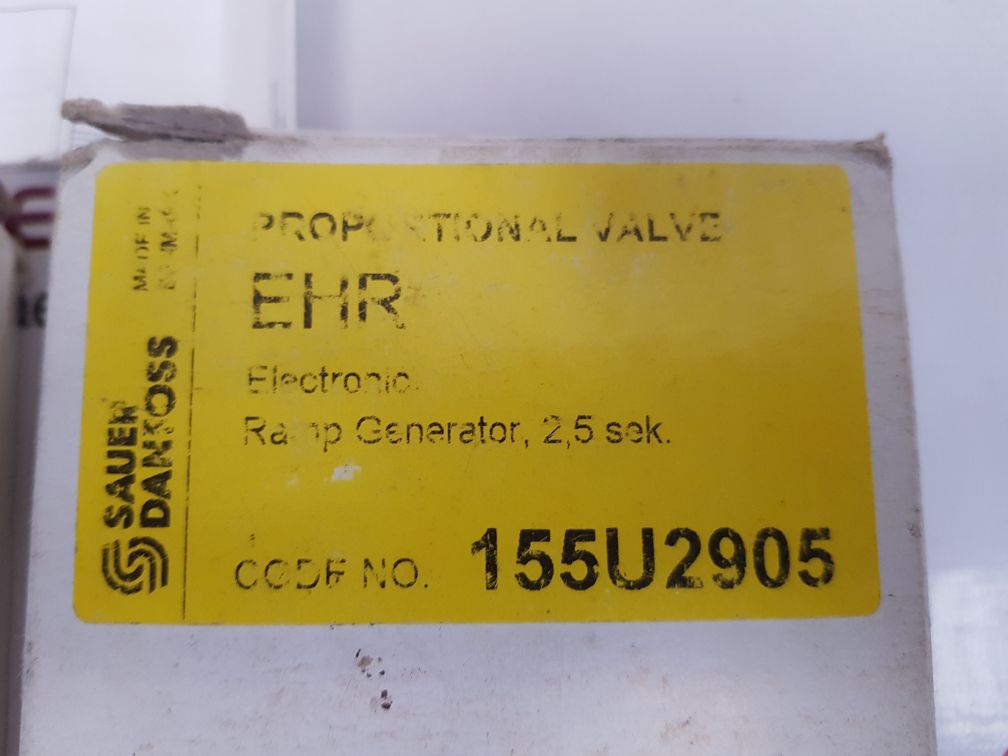 PROPORTIONAL VALVE
EHR
Electronic
Ramp Generator, 2,5 sek.
CODE NO. 155U2905
SAUER
DANFOSS
MADE IN